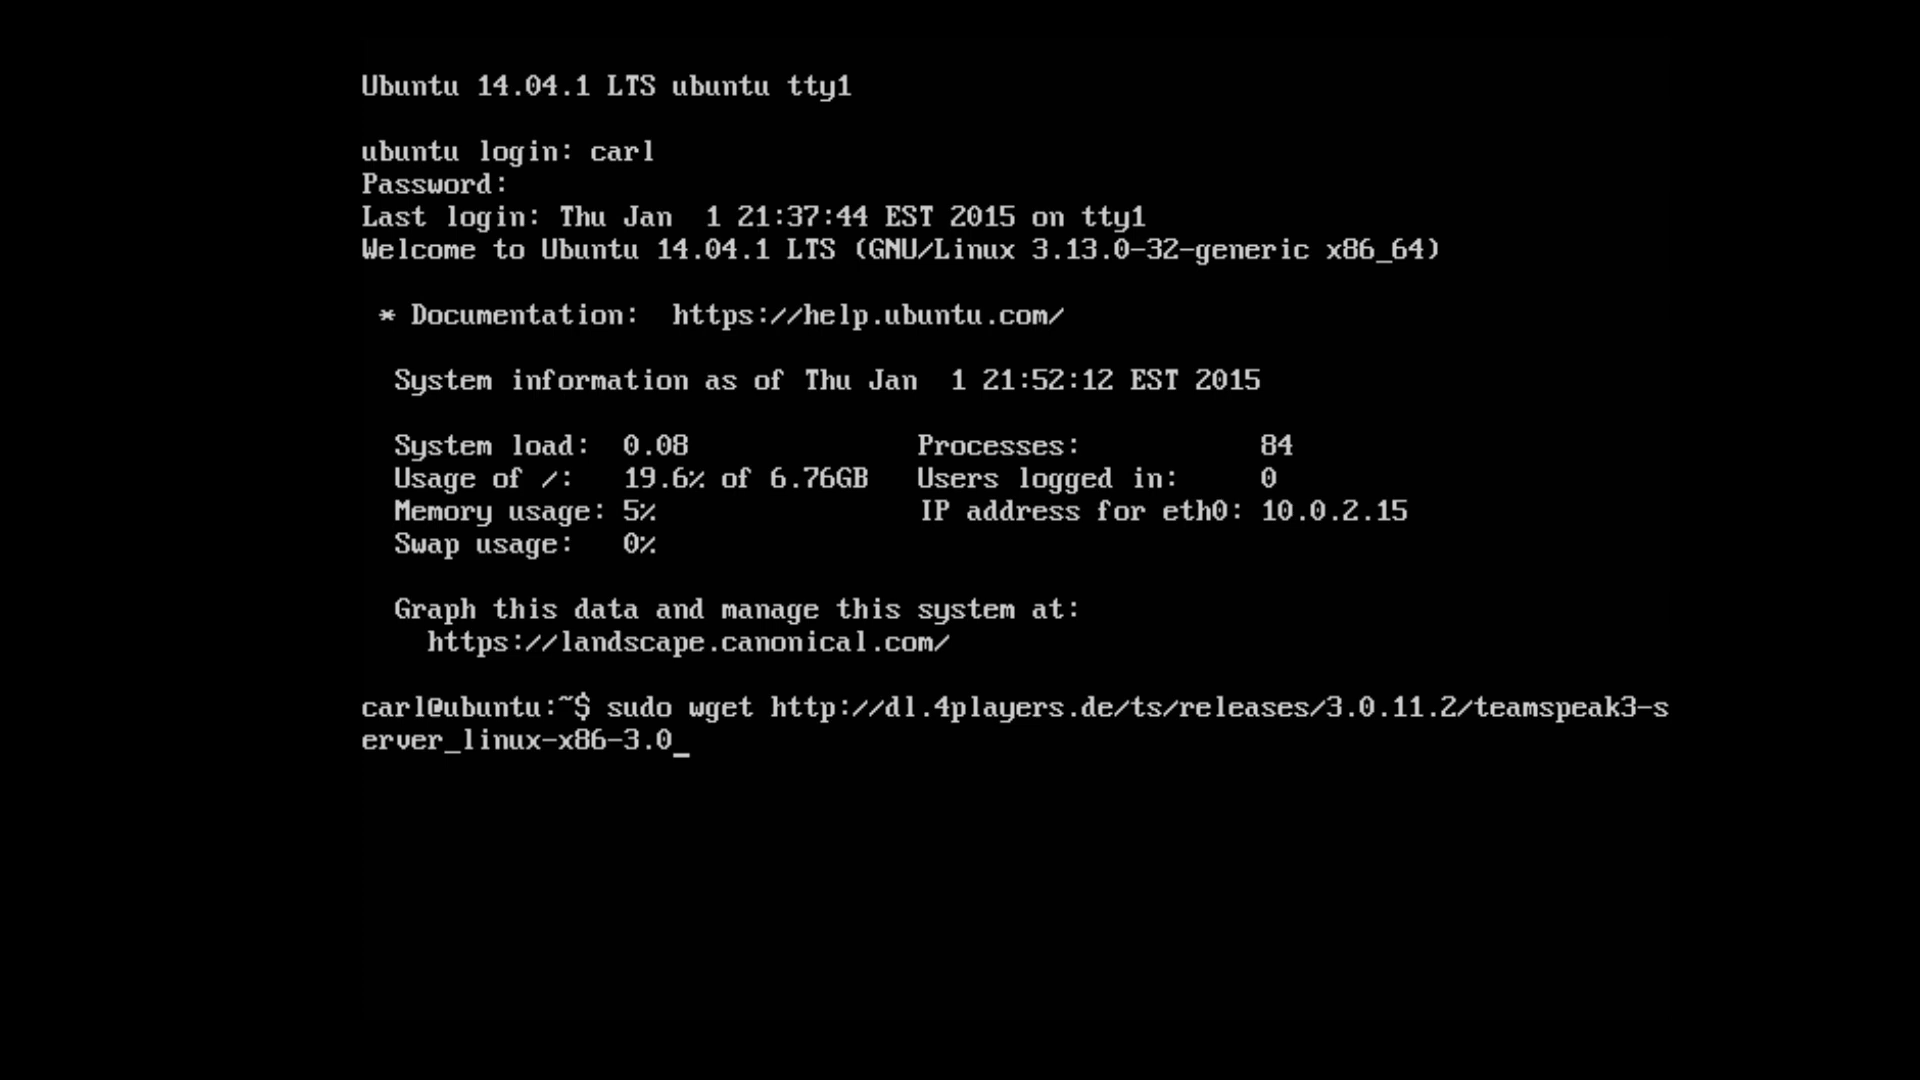 Ubuntu 14.04.1 LTS ubuntu tty1
ubuntu login: carl
Password:
Last login: Thu Jan  1 21:37:44 EST 2015 on tty1
Welcome to Ubuntu 14.04.1 LTS (GNU/Linux 3.13.0-32-generic x86_64)
* Documentation:  https://help.ubuntu.com/
System information as of Thu Jan  1 21:52:12 EST 2015
System load:  0.08              Processes:           84
Usage of /:   19.6% of 6.76GB   Users logged in:     0
Memory usage: 5%                IP address for eth0: 10.0.2.15
Swap usage:   0%
Graph this data and manage this system at:
https://landscape.canonical.com/
carl@ubuntu:~$ sudo wget http://dl.4players.de/ts/releases/3.0.11.2/teamspeak3-s
erver_linux-x86-3.0_